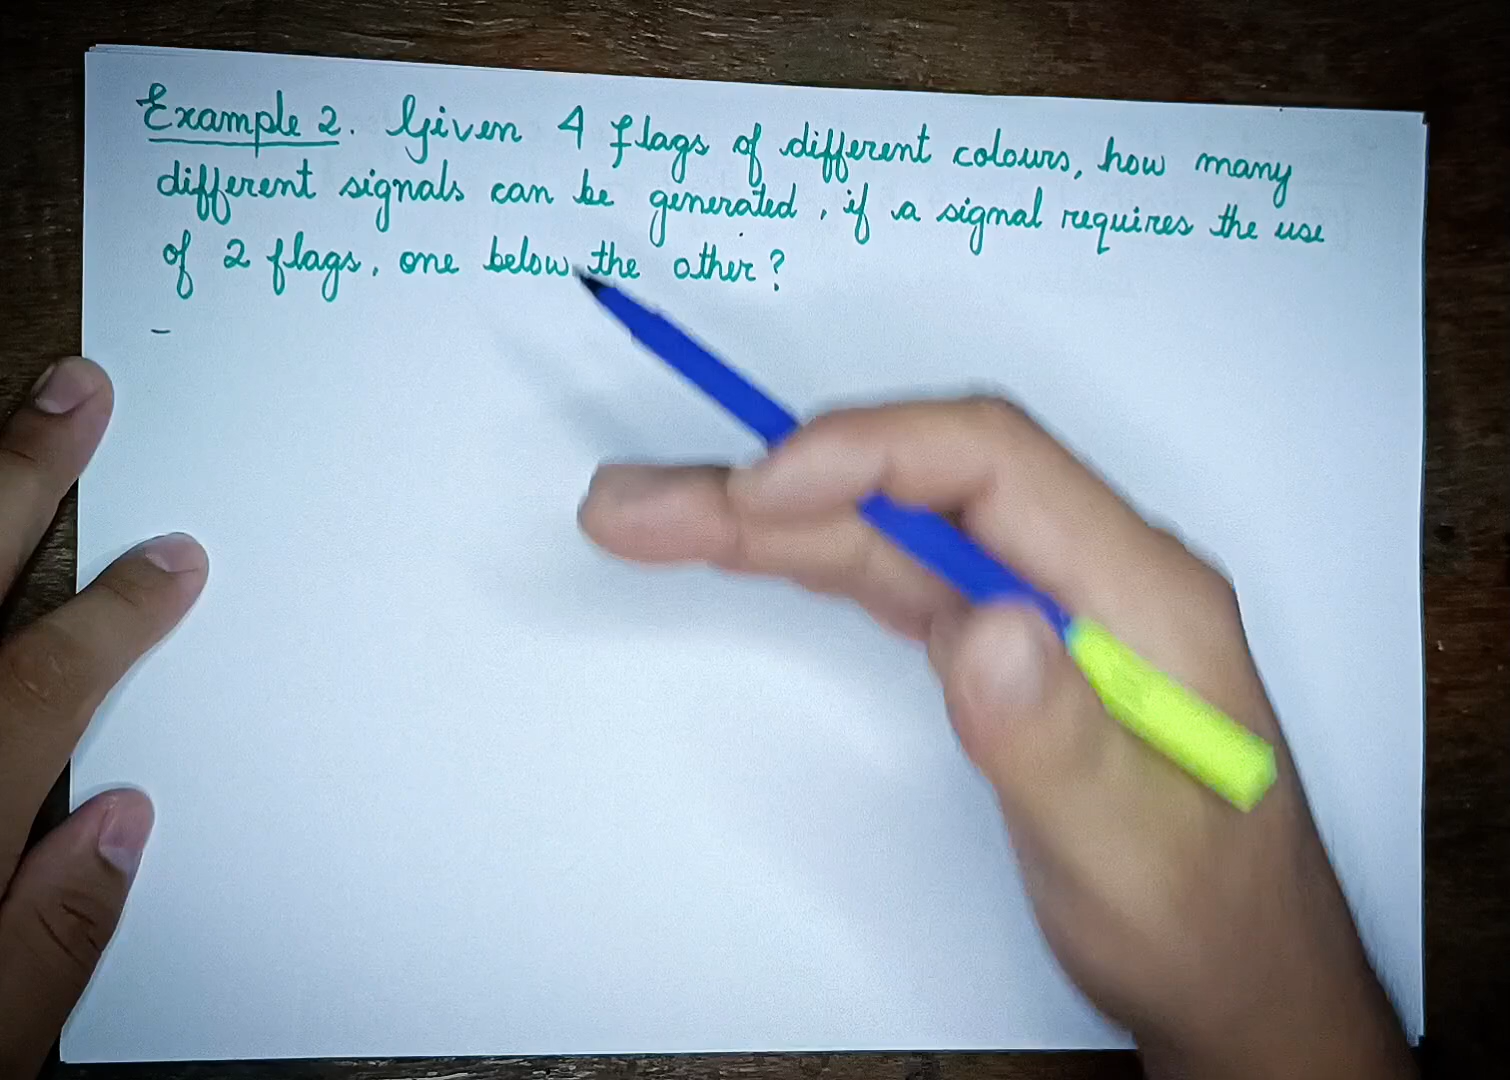 Example 2. Given 4 flags of different colours, how many
different signals can be generated, if a signal requires the use
of 2 flags, one below the other?
–